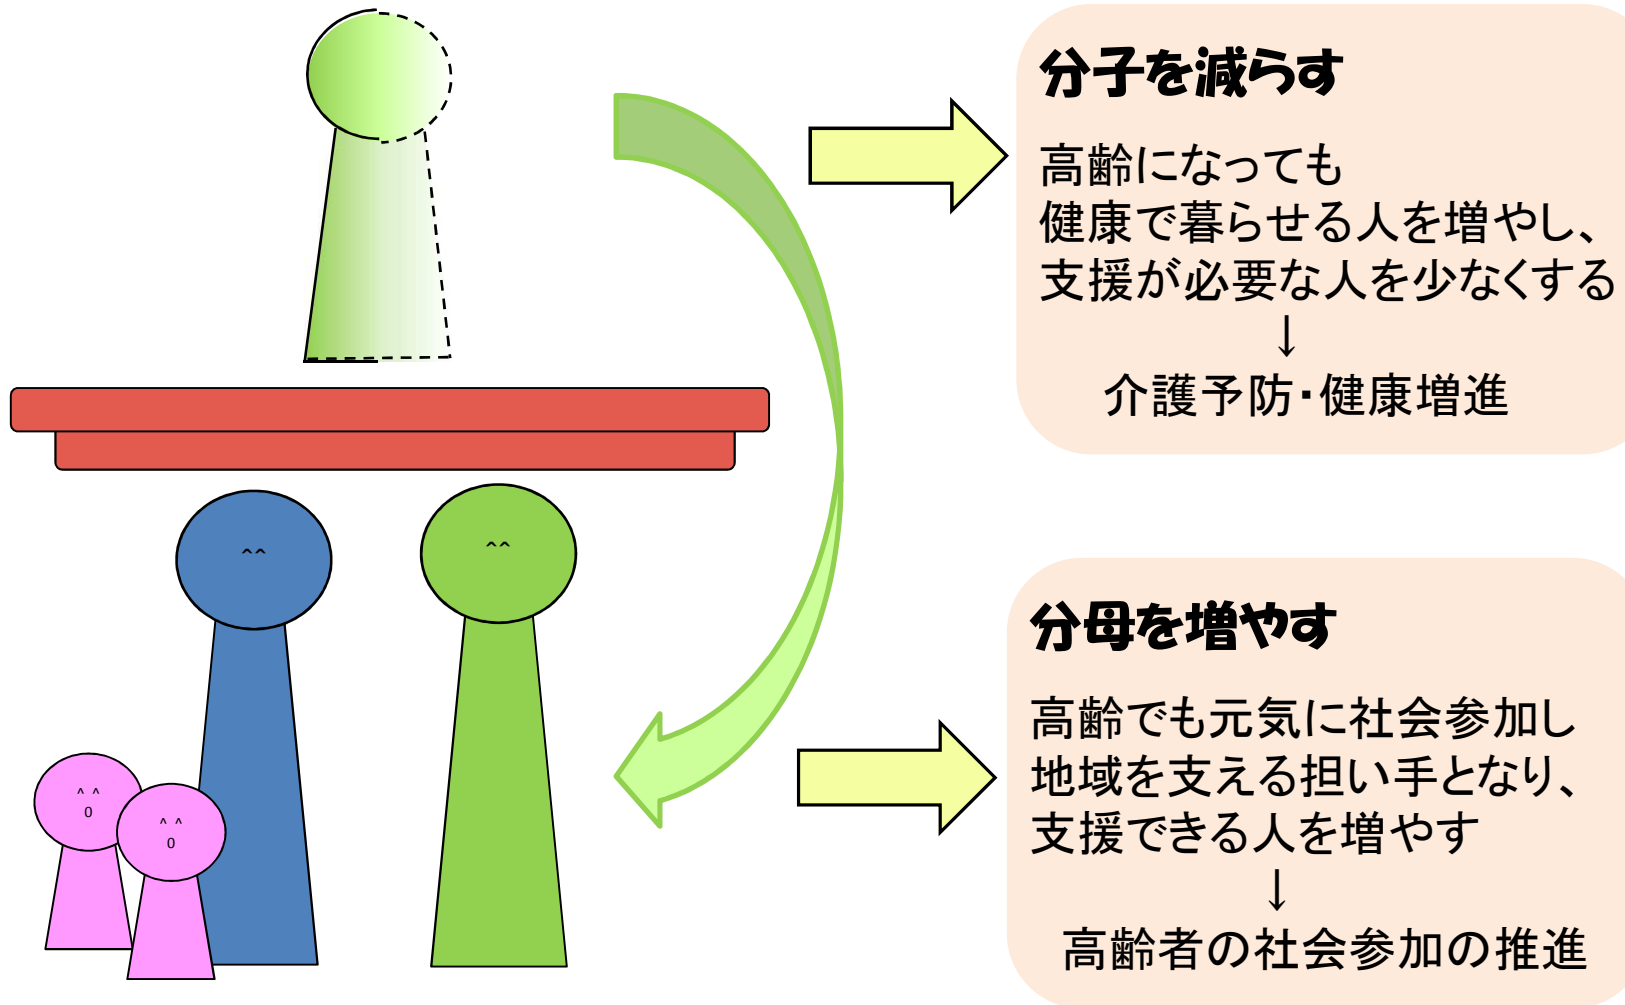 分子を減らす
高齢になっても
健康で暮らせる人を増やし、
支援が必要な人を少なくする
↓
介護予防・健康増進
^^
^^
^ ^
0
^ ^
0
分母を増やす
高齢でも元気に社会参加し
地域を支える担い手となり、
支援できる人を増やす
↓
高齢者の社会参加の推進